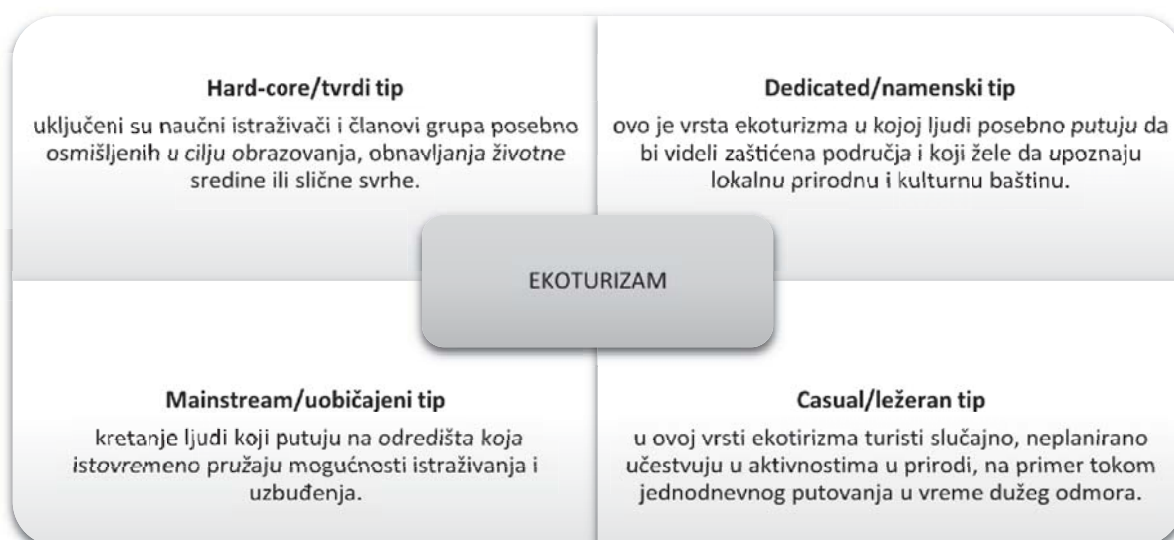 Hard-core/tvrdi tip
uključeni su naučni istraživači i članovi grupa posebno
osmišljenih u cilju obrazovanja, obnavljanja životne
sredine ili slične svrhe.
Dedicated/namenski tip
ovo je vrsta ekoturizma u kojoj ljudi posebno putuju da
bi videli zaštićena područja i koji žele da upoznaju
lokalnu prirodnu i kulturnu baštinu.
EKOTURIZAM
Mainstream/uobičajeni tip
kretanje ljudi koji putuju na odredišta koja
istovremeno pružaju mogućnosti istraživanja i
uzbuđenja.
Casual/ležeran tip
u ovoj vrsti ekotirizma turisti slučajno, neplanirano
učestvuju u aktivnostima u prirodi, na primer tokom
jednodnevnog putovanja u vreme dužeg odmora.